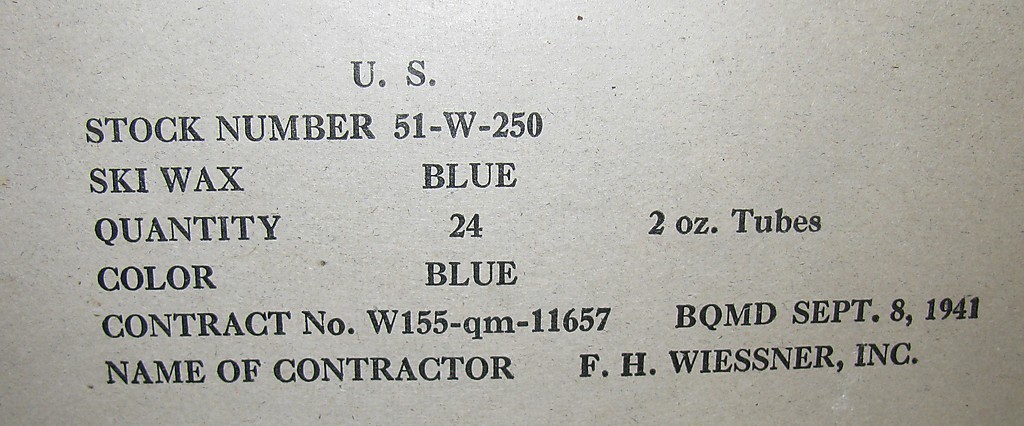 U. S.
STOCK NUMBER 51-W-250
SKI WAX BLUE
QUANTITY 24 2 oz. Tubes
COLOR BLUE
CONTRACT No. W155-qm-11657 BQMD SEPT. 8, 1941
NAME OF CONTRACTOR F. H. WIESSNER, INC.